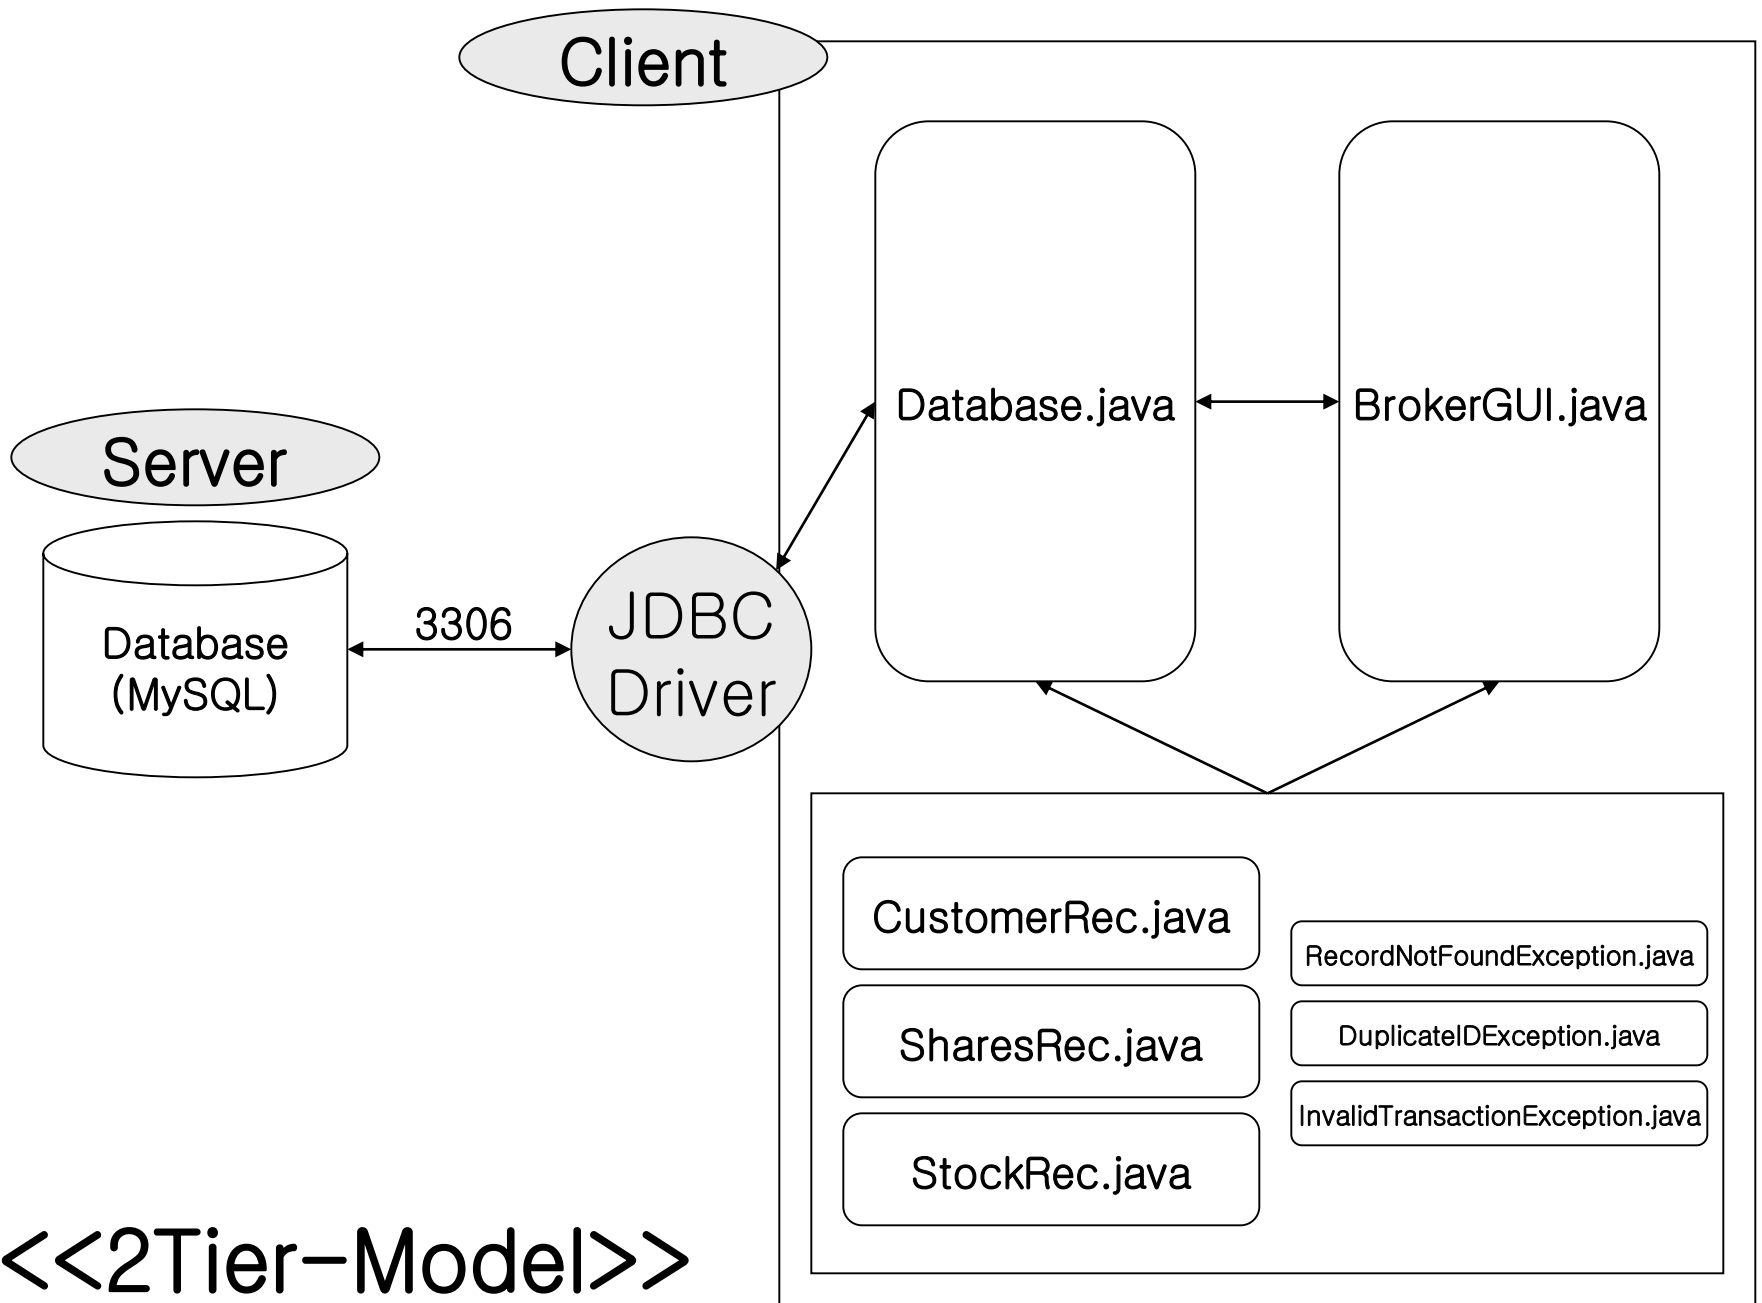 Client
Database.java
BrokerGUI.java
Server
Database
(MySQL)
3306
JDBC
Driver
CustomerRec.java
SharesRec.java
StockRec.java
RecordNotFoundException.java
DuplicateIDException.java
InvalidTransactionException.java
<<2Tier-Model>>